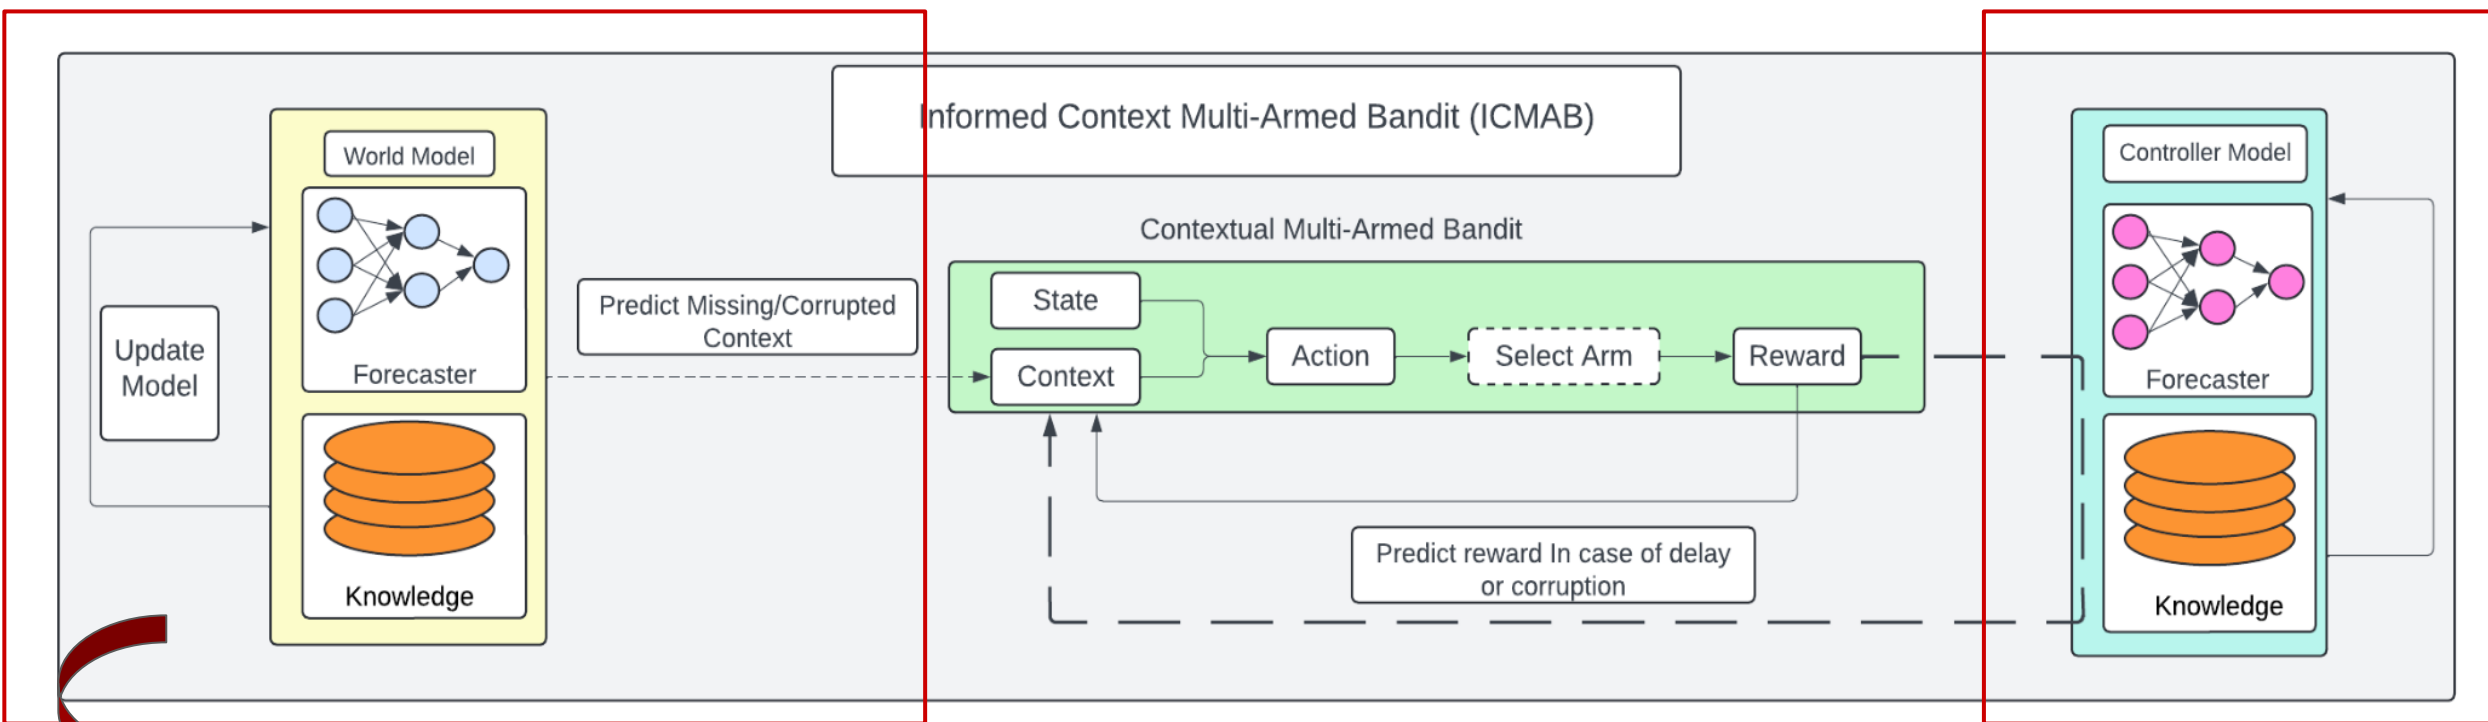 Informed Context Multi-Armed Bandit (ICMAB)
World Model
Forecaster
Knowledge
Update
Model
Predict Missing/Corrupted
Context
Contextual Multi-Armed Bandit
State
Context
Action
Select Arm
Reward
Predict reward In case of delay
or corruption
Controller Model
Forecaster
Knowledge